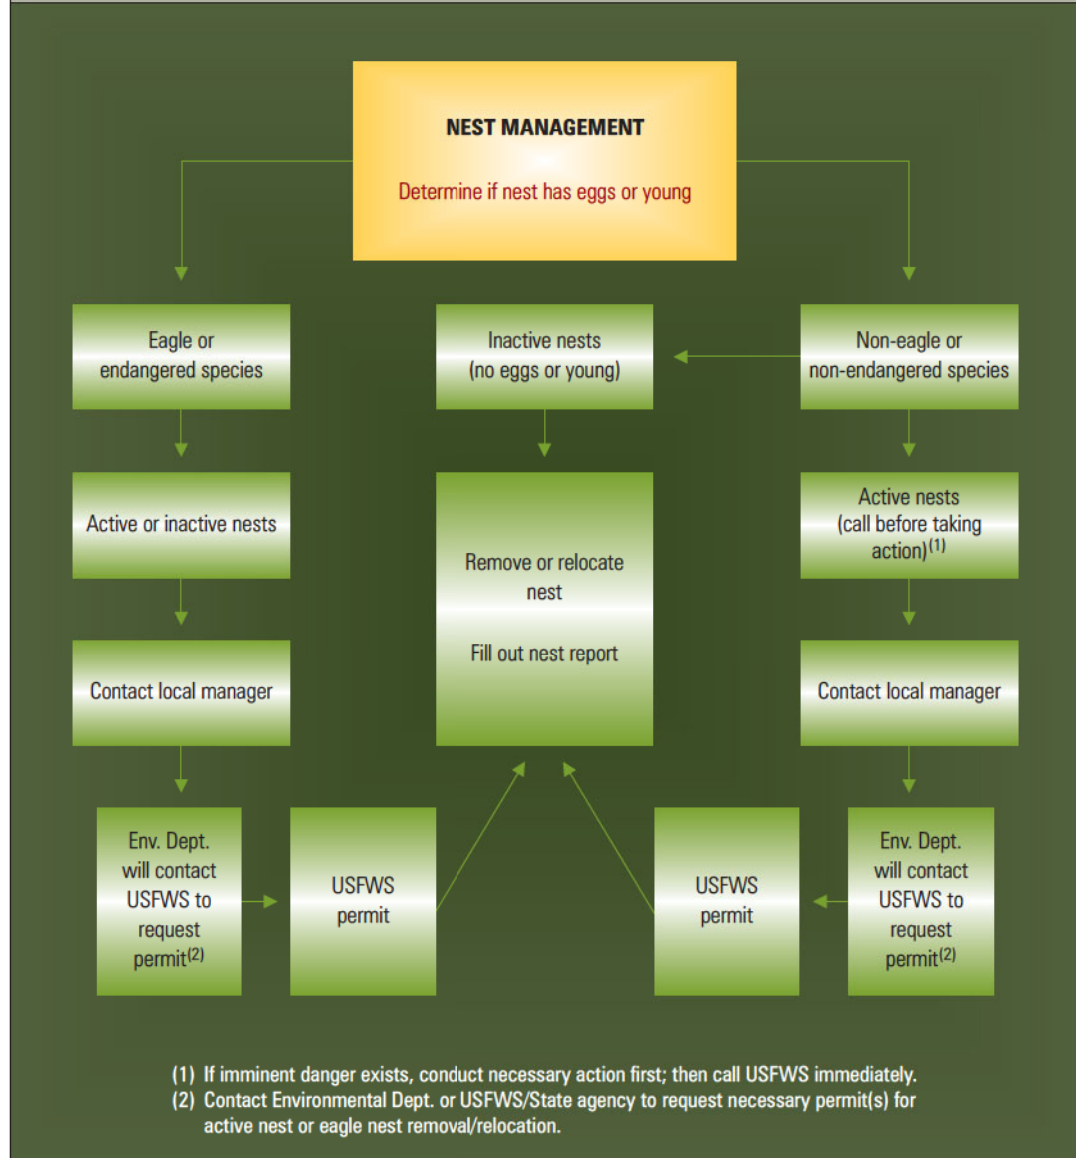 NEST MANAGEMENT
Determine if nest has eggs or young
Eagle or
endangered species
Inactive nests
(no eggs or young)
Non-eagle or
non-endangered species
Active or inactive nests
Remove or relocate
nest
Fill out nest report
Active nests
(call before taking
action)(1)
Contact local manager
Contact local manager
Env. Dept.
will contact
USFWS to
request
permit(2)
USFWS
permit
USFWS
permit
Env. Dept.
will contact
USFWS to
request
permit(2)
(1) If imminent danger exists, conduct necessary action first; then call USFWS immediately.
(2) Contact Environmental Dept. or USFWS/State agency to request necessary permit(s) for
active nest or eagle nest removal/relocation.